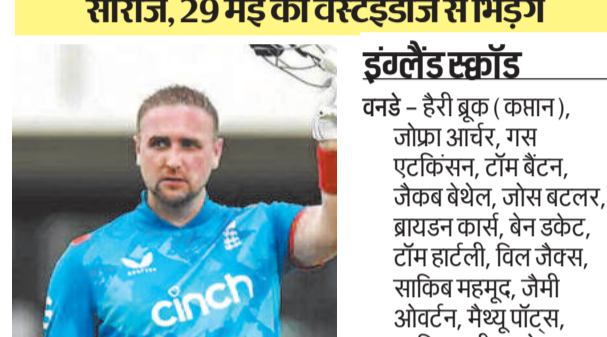 सीरीज, 29 मई को वेस्टइंडीज से भिड़ेंगे
इंग्लैंड स्क्वॉड
वनडे – हैरी ब्रूक ( कप्तान ),
जोफ्रा आर्चर, गस
एटकिंसन, टॉम बैंटन,
जैकब बेथेल, जोस बटलर,
ब्रायडन कार्स, बेन डकेट,
टॉम हार्टली, विल जैक्स,
साकिब महमूद, जैमी
ओवर्टन, मैथ्यू पॉट्स,
cinch